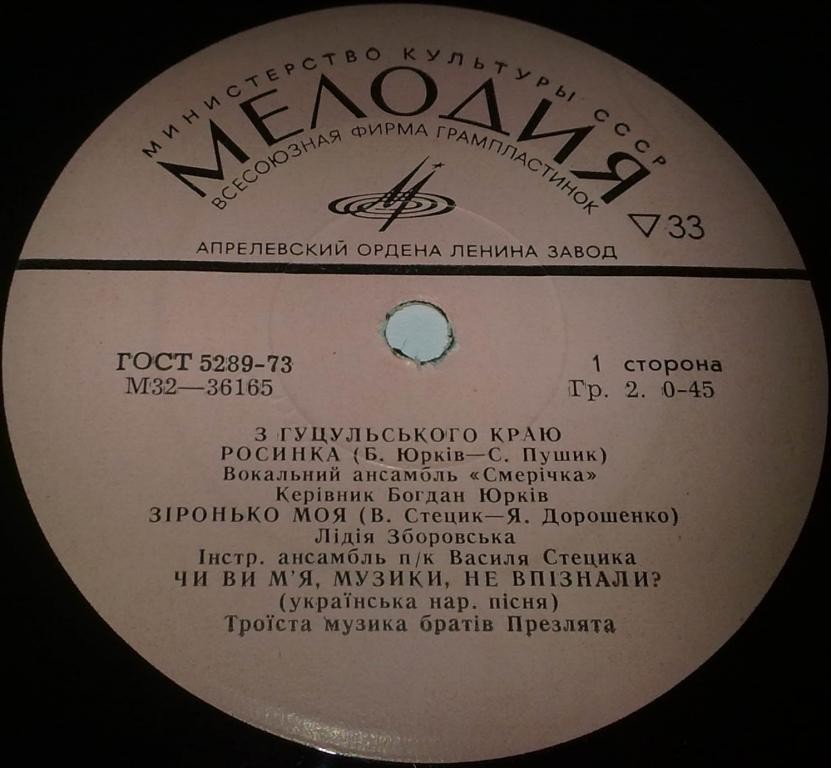 МИНИСТЕРСТВО КУЛЬТУРЫ СССР
МЕЛОДИЯ
ВСЕСОЮЗНАЯ ФИРМА ГРАМПЛАСТИНОК
▽33
АПРЕЛЕВСКИЙ ОРДЕНА ЛЕНИНА ЗАВОД
ГОСТ 5289-73
М32—36165
1 сторона
Гр. 2. 0-45
З ГУЦУЛЬСЬКОГО КРАЮ
РОСИНКА (Б. Юрків—С. Пушик)
Вокальний ансамбль «Смерічка»
Керівник Богдан Юрків
ЗІРОНЬКО МОЯ (В. Стецик—Я. Дорошенко)
Лідія Зборовська
Інстр. ансамбль п/к Василя Стецика
ЧИ ВИ М'Я, МУЗИКИ, НЕ ВПІЗНАЛИ?
(українська нар. пісня)
Троїста музика братів Презлята